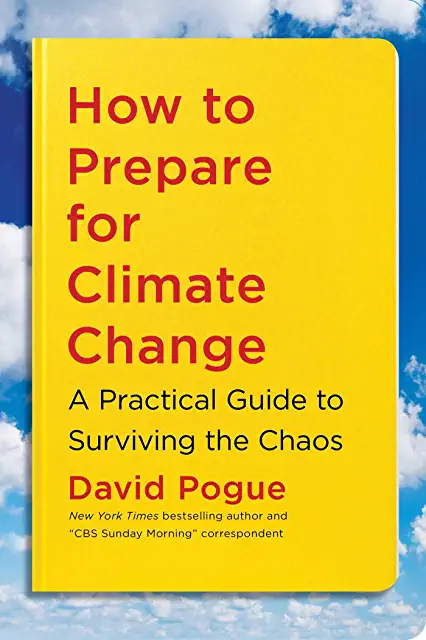 How to
Prepare
for
Climate
Change
A Practical Guide to
Surviving the Chaos
David Pogue
New York Times bestselling author and
“CBS Sunday Morning” correspondent